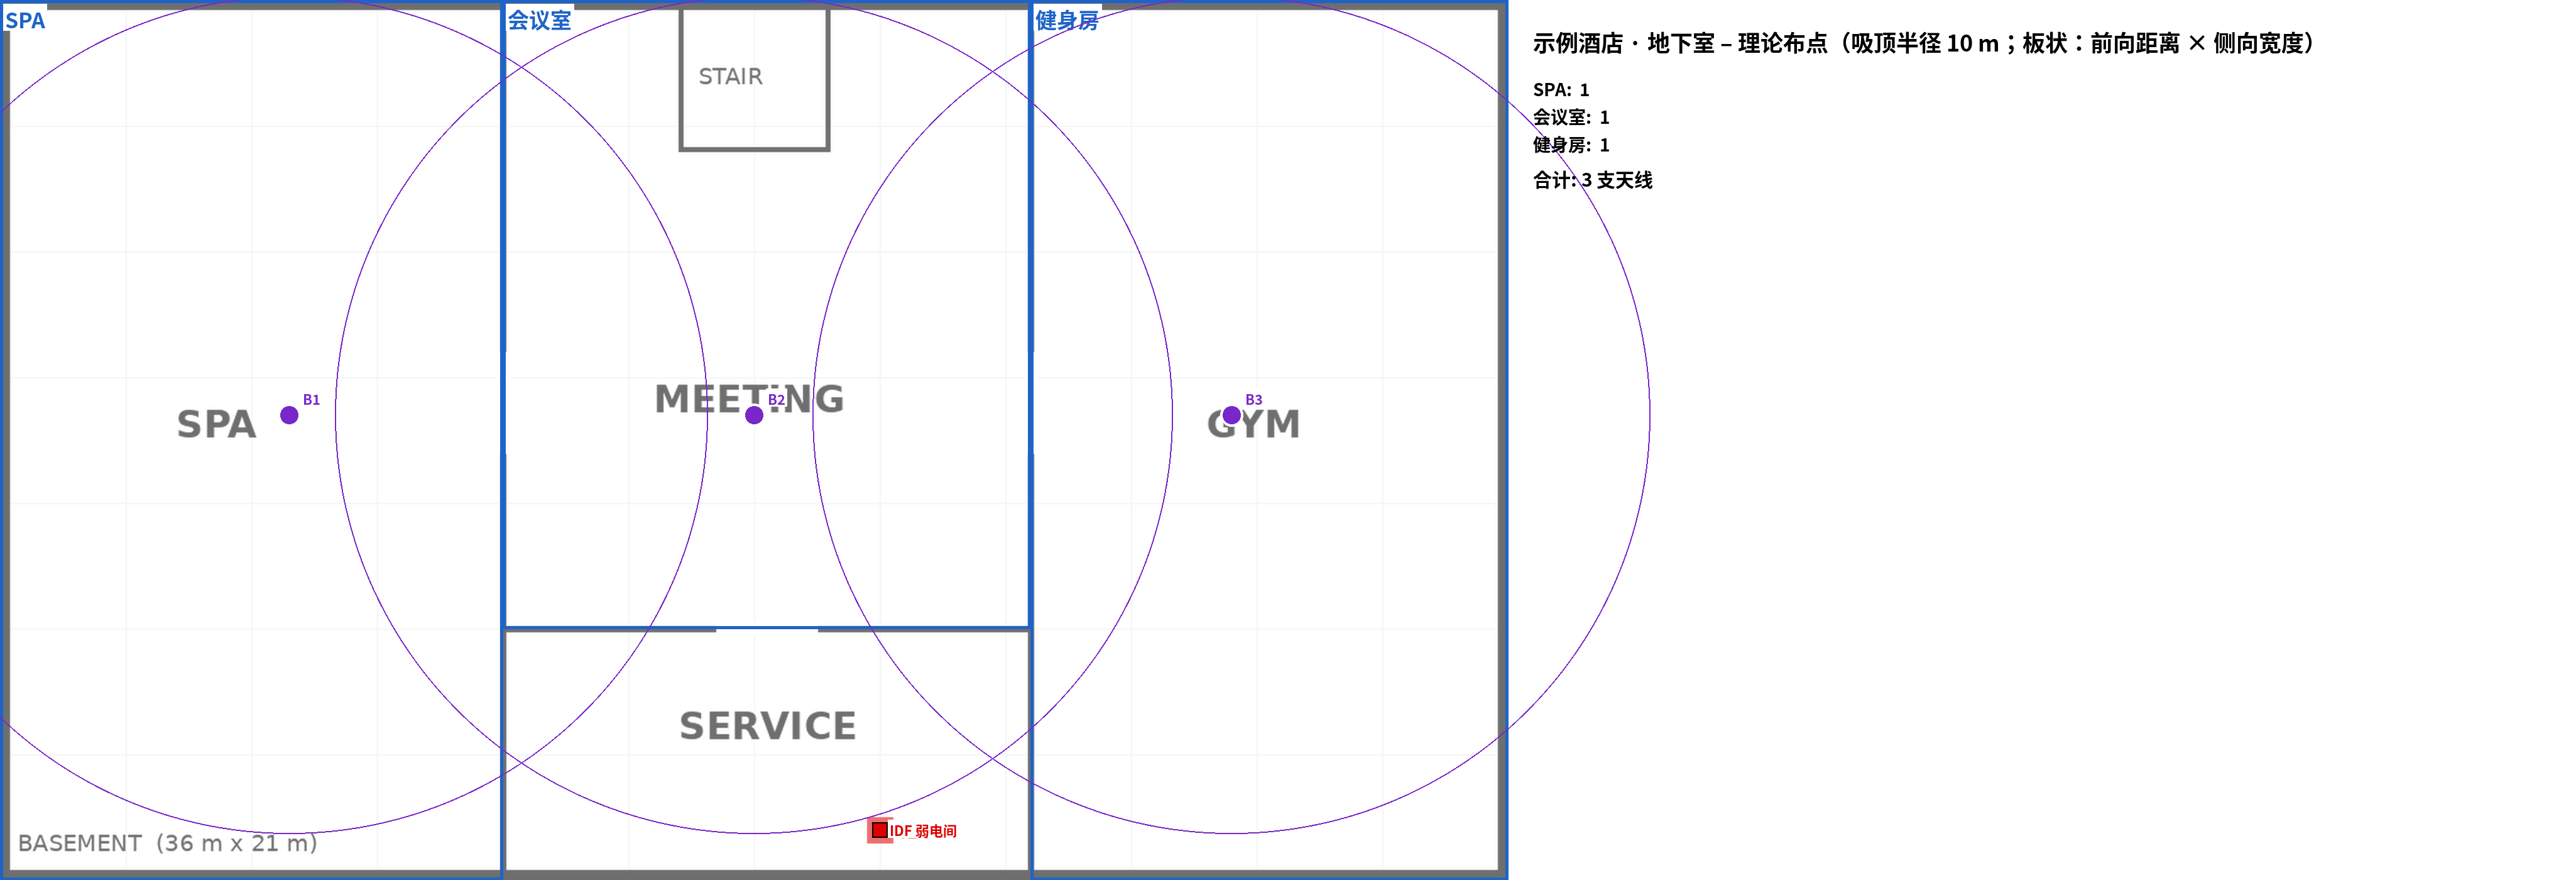 SPA
会议室
健身房
STAIR
SPA
B1
MEETING
B2
GYM
B3
SERVICE
IDF 弱电间
BASEMENT (36 m x 21 m)
示例酒店 · 地下室 – 理论布点（吸顶半径 10 m；板状：前向距离 × 侧向宽度）
SPA: 1
会议室: 1
健身房: 1
合计: 3 支天线